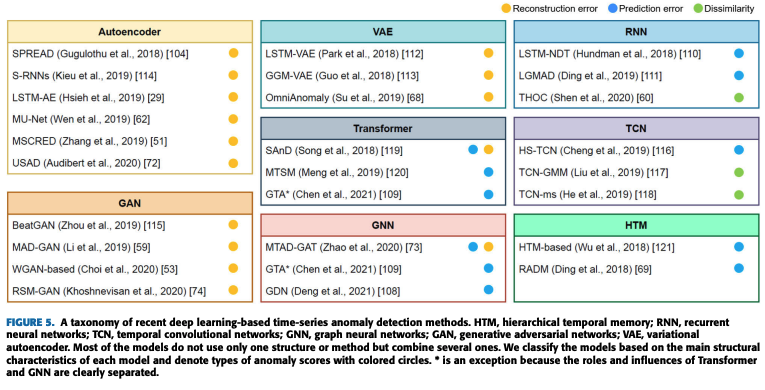 Reconstruction error Prediction error Dissimilarity
Autoencoder
SPREAD (Gugulothu et al., 2018) [104]
S-RNNs (Kieu et al., 2019) [114]
LSTM-AE (Hsieh et al., 2019) [29]
MU-Net (Wen et al., 2019) [62]
MSCRED (Zhang et al., 2019) [51]
USAD (Audibert et al., 2020) [72]
GAN
BeatGAN (Zhou et al., 2019) [115]
MAD-GAN (Li et al., 2019) [59]
WGAN-based (Choi et al., 2020) [53]
RSM-GAN (Khoshnevisan et al., 2020) [74]
VAE
LSTM-VAE (Park et al., 2018) [112]
GGM-VAE (Guo et al., 2018) [113]
OmniAnomaly (Su et al., 2019) [68]
Transformer
SAnD (Song et al., 2018) [119]
MTSM (Meng et al., 2019) [120]
GTA* (Chen et al., 2021) [109]
GNN
MTAD-GAT (Zhao et al., 2020) [73]
GTA* (Chen et al., 2021) [109]
GDN (Deng et al., 2021) [108]
RNN
LSTM-NDT (Hundman et al., 2018) [110]
LGMAD (Ding et al., 2019) [111]
THOC (Shen et al., 2020) [60]
TCN
HS-TCN (Cheng et al., 2019) [116]
TCN-GMM (Liu et al., 2019) [117]
TCN-ms (He et al., 2019) [118]
HTM
HTM-based (Wu et al., 2018) [121]
RADM (Ding et al., 2018) [69]
FIGURE 5. A taxonomy of recent deep learning-based time-series anomaly detection methods. HTM, hierarchical temporal memory; RNN, recurrent
neural networks; TCN, temporal convolutional networks; GNN, graph neural networks; GAN, generative adversarial networks; VAE, variational
autoencoder. Most of the models do not use only one structure or method but combine several ones. We classify the models based on the main structural
characteristics of each model and denote types of anomaly scores with colored circles. * is an exception because the roles and influences of Transformer
and GNN are clearly separated.